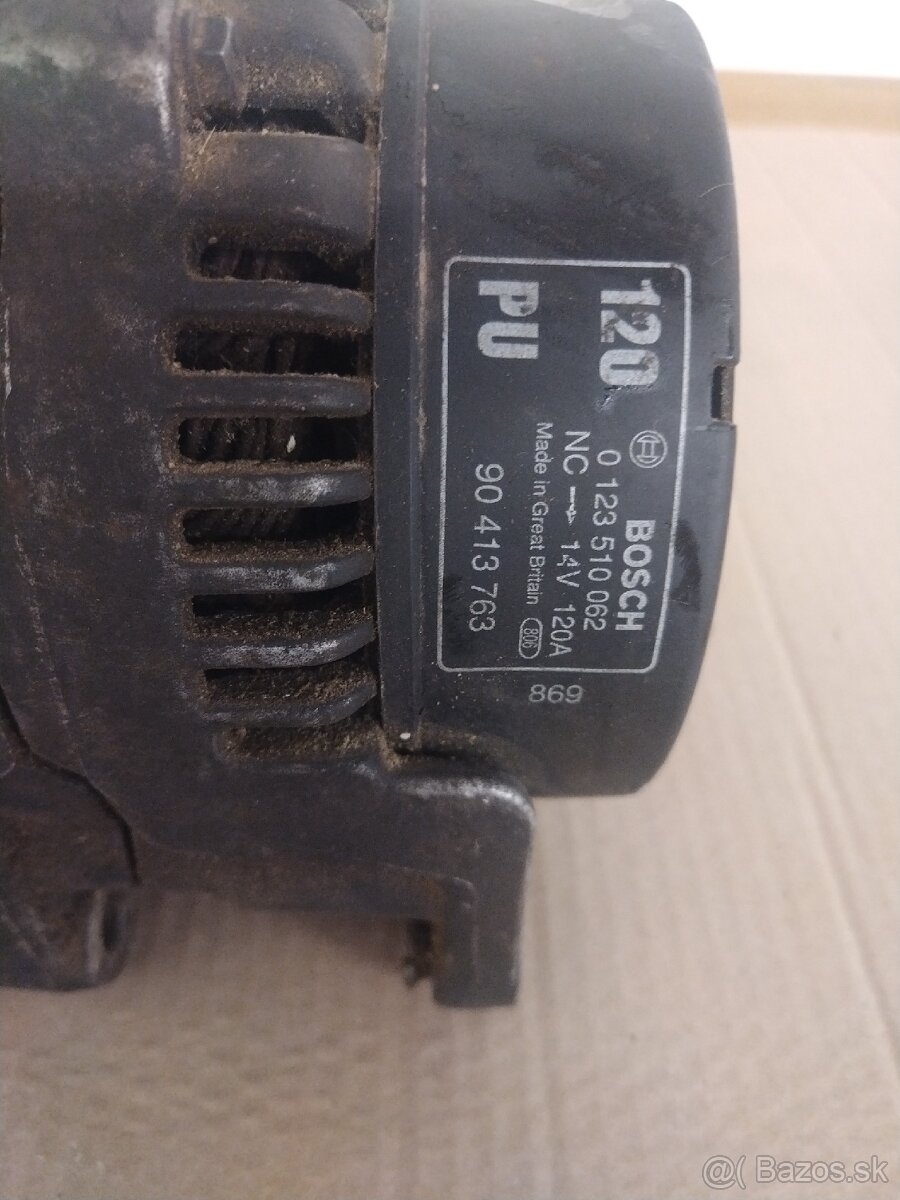 120
PU
BOSCH
0 123 510 062
NC 14V 120A
Made in Great Britain 806
90 413 763
869
@( Bazos.sk